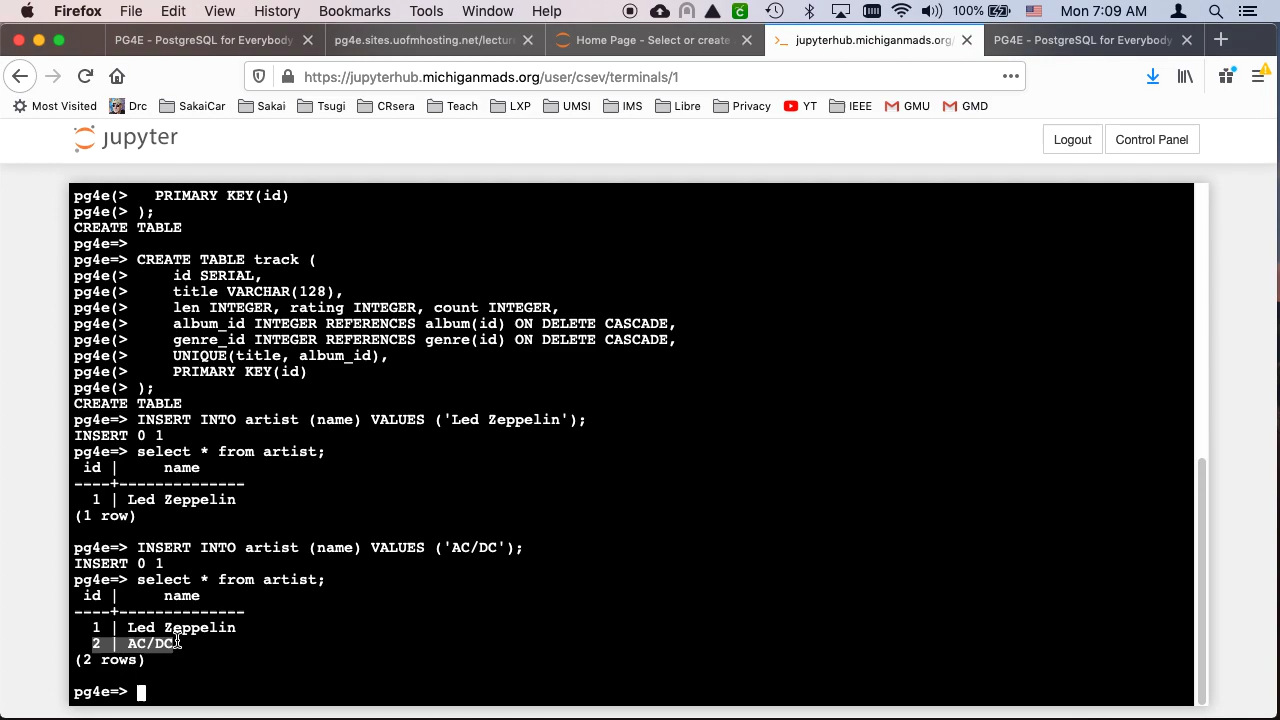 Firefox File Edit View History Bookmarks Tools Window Help 100% Mon 7:09 AM
PG4E - PostgreSQL for Everybody pg4e.sites.uofmhosting.net/lectur Home Page - Select or create jupyterhub.michiganmads.org/ PG4E - PostgreSQL for Everybody
https://jupyterhub.michiganmads.org/user/csev/terminals/1
Most Visited Drc SakaiCar Sakai Tsugi CRsera Teach LXP UMSI IMS Libre Privacy YT IEEE GMU GMD
jupyter Logout Control Panel
pg4e(>   PRIMARY KEY(id)
pg4e(> );
CREATE TABLE
pg4e=>
pg4e=> CREATE TABLE track (
pg4e(>     id SERIAL,
pg4e(>     title VARCHAR(128),
pg4e(>     len INTEGER, rating INTEGER, count INTEGER,
pg4e(>     album_id INTEGER REFERENCES album(id) ON DELETE CASCADE,
pg4e(>     genre_id INTEGER REFERENCES genre(id) ON DELETE CASCADE,
pg4e(>     UNIQUE(title, album_id),
pg4e(>     PRIMARY KEY(id)
pg4e(> );
CREATE TABLE
pg4e=> INSERT INTO artist (name) VALUES ('Led Zeppelin');
INSERT 0 1
pg4e=> select * from artist;
 id |     name
----+--------------
  1 | Led Zeppelin
(1 row)
pg4e=> INSERT INTO artist (name) VALUES ('AC/DC');
INSERT 0 1
pg4e=> select * from artist;
 id |     name
----+--------------
  1 | Led Zeppelin
  2 | AC/DC
(2 rows)
pg4e=>